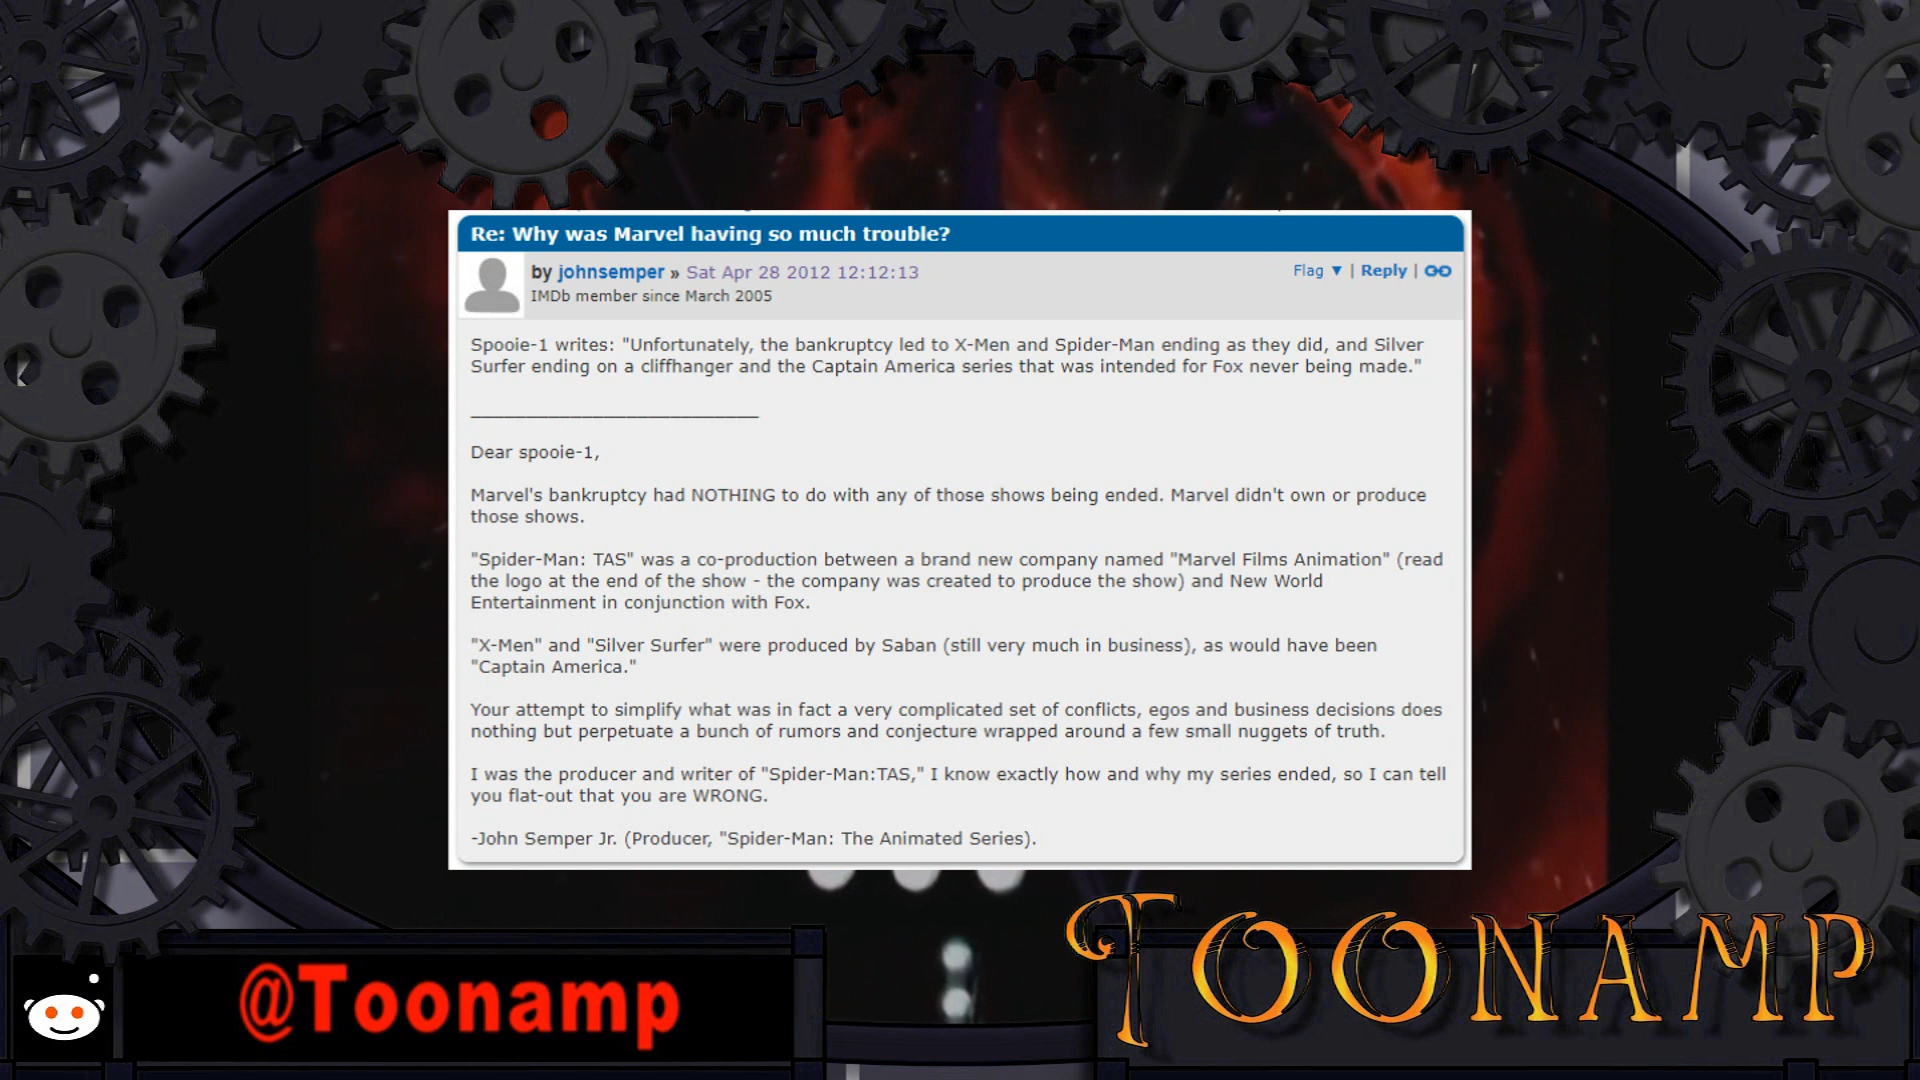 Re: Why was Marvel having so much trouble?
by johnsemper » Sat Apr 28 2012 12:12:13
Flag ▼ | Reply |
IMDb member since March 2005
Spooie-1 writes: "Unfortunately, the bankruptcy led to X-Men and Spider-Man ending as they did, and Silver
Surfer ending on a cliffhanger and the Captain America series that was intended for Fox never being made."
__________________________
Dear spooie-1,
Marvel's bankruptcy had NOTHING to do with any of those shows being ended. Marvel didn't own or produce
those shows.
"Spider-Man: TAS" was a co-production between a brand new company named "Marvel Films Animation" (read
the logo at the end of the show - the company was created to produce the show) and New World
Entertainment in conjunction with Fox.
"X-Men" and "Silver Surfer" were produced by Saban (still very much in business), as would have been
"Captain America."
Your attempt to simplify what was in fact a very complicated set of conflicts, egos and business decisions does
nothing but perpetuate a bunch of rumors and conjecture wrapped around a few small nuggets of truth.
I was the producer and writer of "Spider-Man:TAS," I know exactly how and why my series ended, so I can tell
you flat-out that you are WRONG.
-John Semper Jr. (Producer, "Spider-Man: The Animated Series).
@Toonamp
TOONAMP